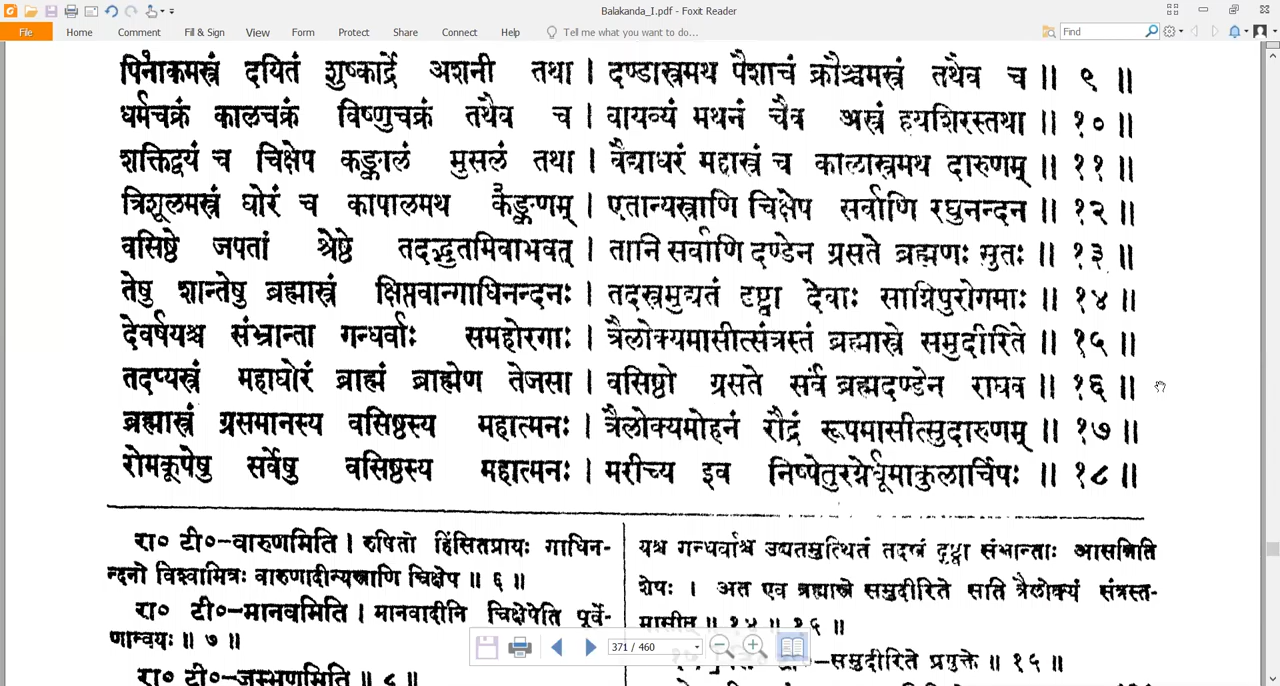 Balakanda_I.pdf - Foxit Reader
File Home Comment Fill & Sign View Form Protect Share Connect Help Tell me what you want to do... Find
पिनाकमस्त्रं दयितं शुष्कार्द्रे अशनी तथा | दण्डास्त्रमथ पैशाचं क्रौञ्चमस्त्रं तथैव च || ९ ||
धर्मचक्रं कालचक्रं विष्णुचक्रं तथैव च | वायव्यं मथनं चैव अस्त्रं हयशिरस्तथा || १० ||
शक्तिद्वयं च चिक्षेप कङ्कालं मुसलं तथा | वैद्याधरं महास्त्रं च कालास्त्रमथ दारुणम् || ११ ||
त्रिशूलमस्त्रं घोरं च कापालमथ कैङ्कणम् | एतान्यस्त्राणि चिक्षेप सर्वाणि रघुनन्दन || १२ ||
वसिष्ठे जपतां श्रेष्ठे तदद्भुतमिवाभवत् | तानि सर्वाणि दण्डेन ग्रसते ब्रह्मणः सुतः || १३ ||
तेषु शान्तेषु ब्रह्मास्त्रं क्षिप्तवान्गाधिनन्दनः | तदस्त्रमुद्यतं दृष्ट्वा देवाः साग्निपुरोगमाः || १४ ||
देवर्षयश्च संभ्रान्ता गन्धर्वाः समहोरगाः | त्रैलोक्यमासीत्संत्रस्तं ब्रह्मास्त्रे समुदीरिते || १५ ||
तदप्यस्त्रं महाघोरं ब्राह्मं ब्राह्मेण तेजसा | वसिष्ठो ग्रसते सर्वं ब्रह्मदण्डेन राघव || १६ ||
ब्रह्मास्त्रं ग्रसमानस्य वसिष्ठस्य महात्मनः | त्रैलोक्यमोहनं रौद्रं रूपमासीत्सुदारुणम् || १७ ||
रोमकूपेषु सर्वेषु वसिष्ठस्य महात्मनः | मरीच्य इव निष्पेतुरग्नेर्धूमाकुलार्चिषः || १८ ||
रा० टी०-वारुणमिति | रुषितो हिंसितप्रायः गाधिन-
न्दनो विश्वामित्रः वारुणादीन्यस्त्राणि चिक्षेप || ६ ||
रा० टी०-मानवमिति | मानवादीनि चिक्षेपेति पूर्वे-
णान्वयः || ७ ||
रा० टी०-जृम्भणमिति || ८ ||
यश्च गन्धर्वाश्च उद्यतमुत्थितं तदस्त्रं दृष्ट्वा संभ्रान्ताः आसन्निति
शेषः | अत एव ब्रह्मास्त्रे समुदीरिते सति त्रैलोक्यं संत्रस्त-
मासीत् || १४ || १६ ||
-समुदीरिते प्रयुक्ते || १५ ||
371 / 460